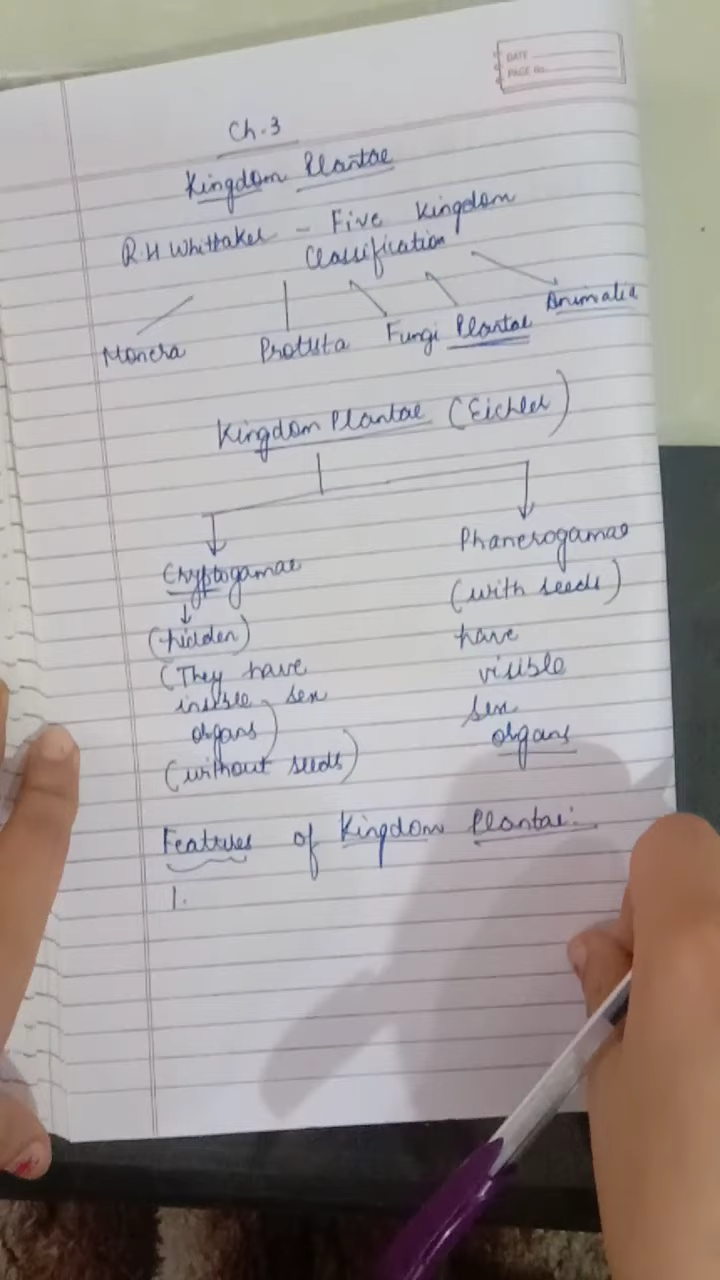 DATE
PAGE No.
Ch.3
Kingdom Plantae
R.H Whittaker - Five Kingdom
Classification
Monera Protista Fungi Plantae Animalia
Kingdom Plantae (Eichler)
Cryptogamae Phanerogamae
(hidden) (with seeds)
(They have have
invisible sex visible
organs) sex
(without seeds) organs
Features of Kingdom Plantae:
1.